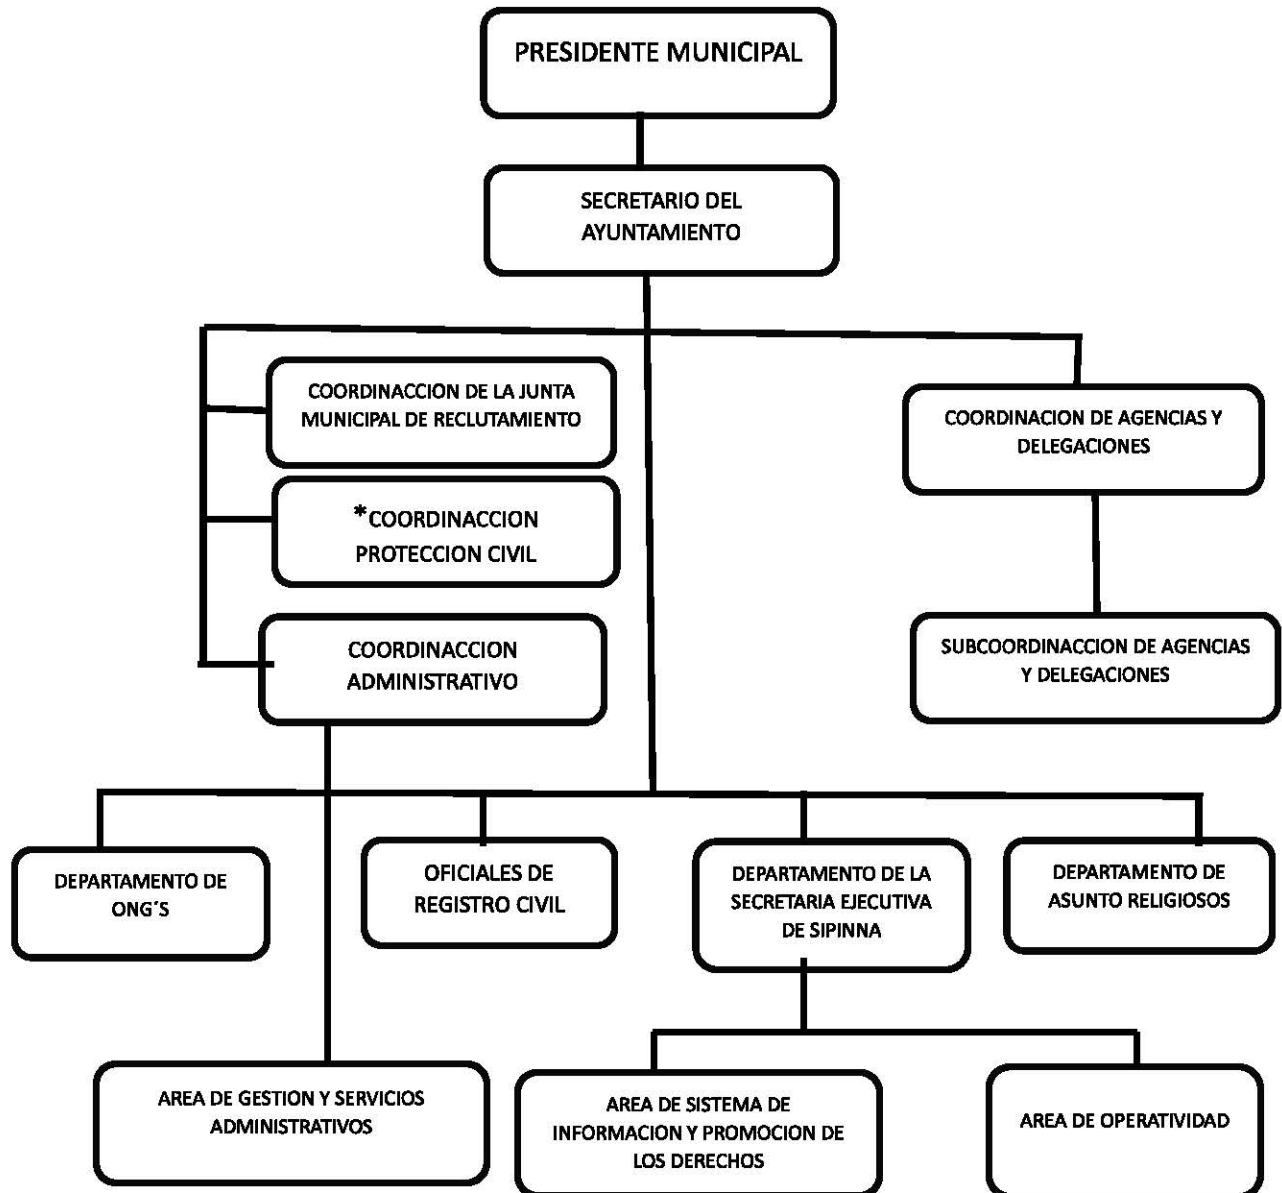 PRESIDENTE MUNICIPAL
SECRETARIO DEL
AYUNTAMIENTO
COORDINACCION DE LA JUNTA
MUNICIPAL DE RECLUTAMIENTO
COORDINACION DE AGENCIAS Y
DELEGACIONES
*COORDINACCION
PROTECCION CIVIL
COORDINACCION
ADMINISTRATIVO
SUBCOORDINACCION DE AGENCIAS
Y DELEGACIONES
DEPARTAMENTO DE
ONG´S
OFICIALES DE
REGISTRO CIVIL
DEPARTAMENTO DE LA
SECRETARIA EJECUTIVA
DE SIPINNA
DEPARTAMENTO DE
ASUNTO RELIGIOSOS
AREA DE GESTION Y SERVICIOS
ADMINISTRATIVOS
AREA DE SISTEMA DE
INFORMACION Y PROMOCION DE
LOS DERECHOS
AREA DE OPERATIVIDAD